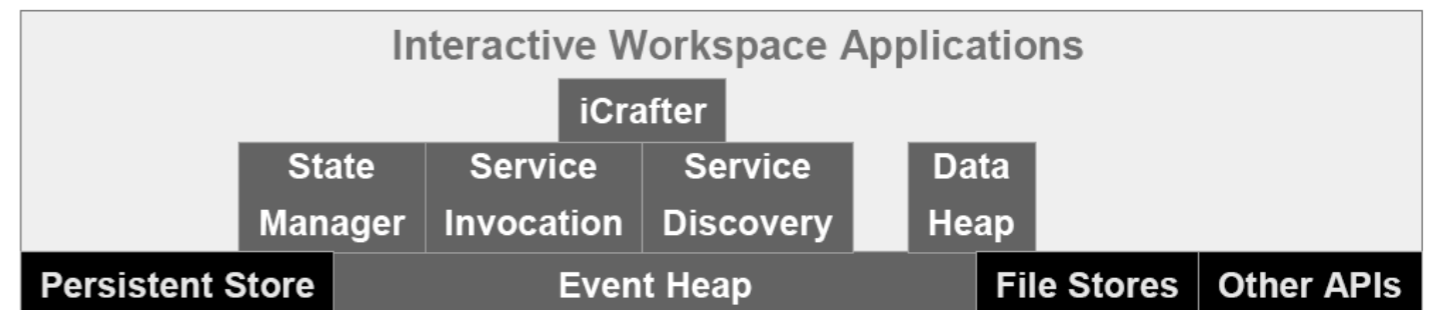 Interactive Workspace Applications
iCrafter
State Manager
Service Invocation
Service Discovery
Data Heap
Persistent Store
Event Heap
File Stores
Other APIs